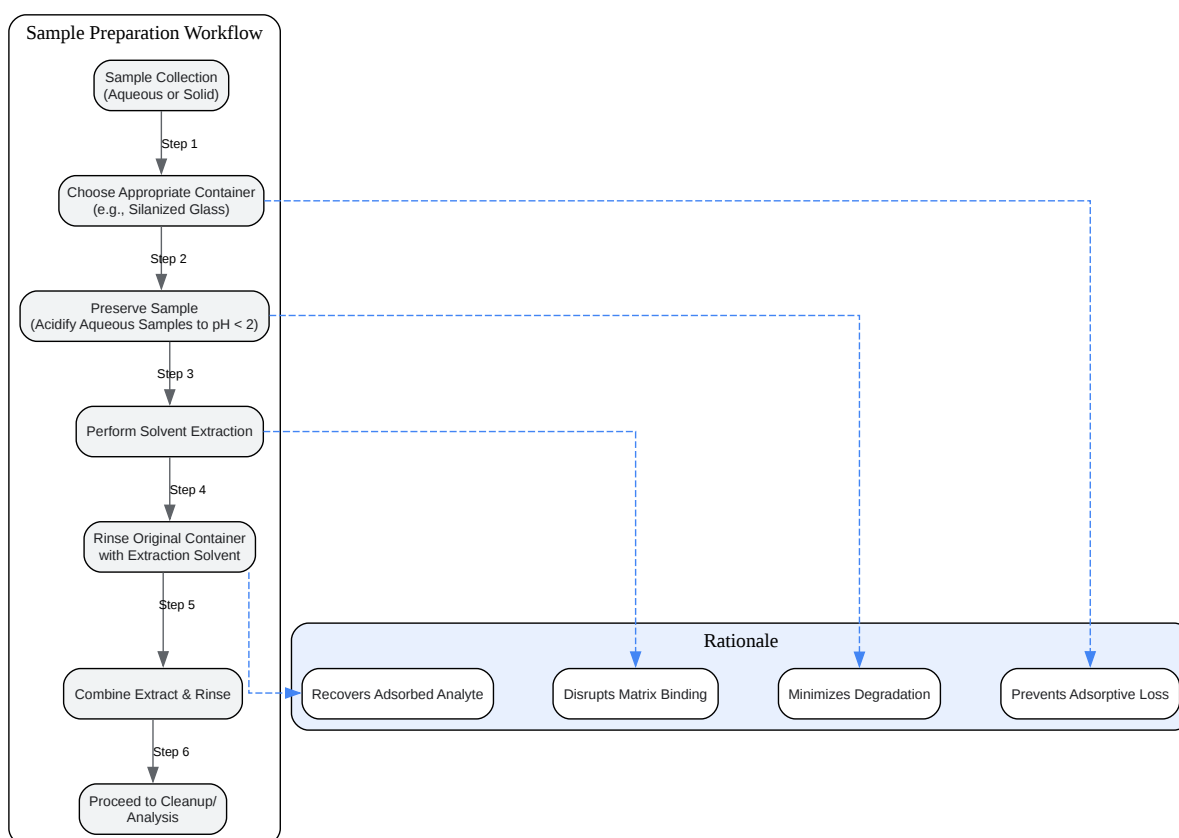 Sample Preparation Workflow
Sample Collection
(Aqueous or Solid)
Step 1
Choose Appropriate Container
(e.g., Silanized Glass)
Step 2
Preserve Sample
(Acidify Aqueous Samples to pH < 2)
Step 3
Perform Solvent Extraction
Step 4
Rinse Original Container
with Extraction Solvent
Step 5
Combine Extract & Rinse
Step 6
Proceed to Cleanup/
Analysis
Rationale
Recovers Adsorbed Analyte
Disrupts Matrix Binding
Minimizes Degradation
Prevents Adsorptive Loss